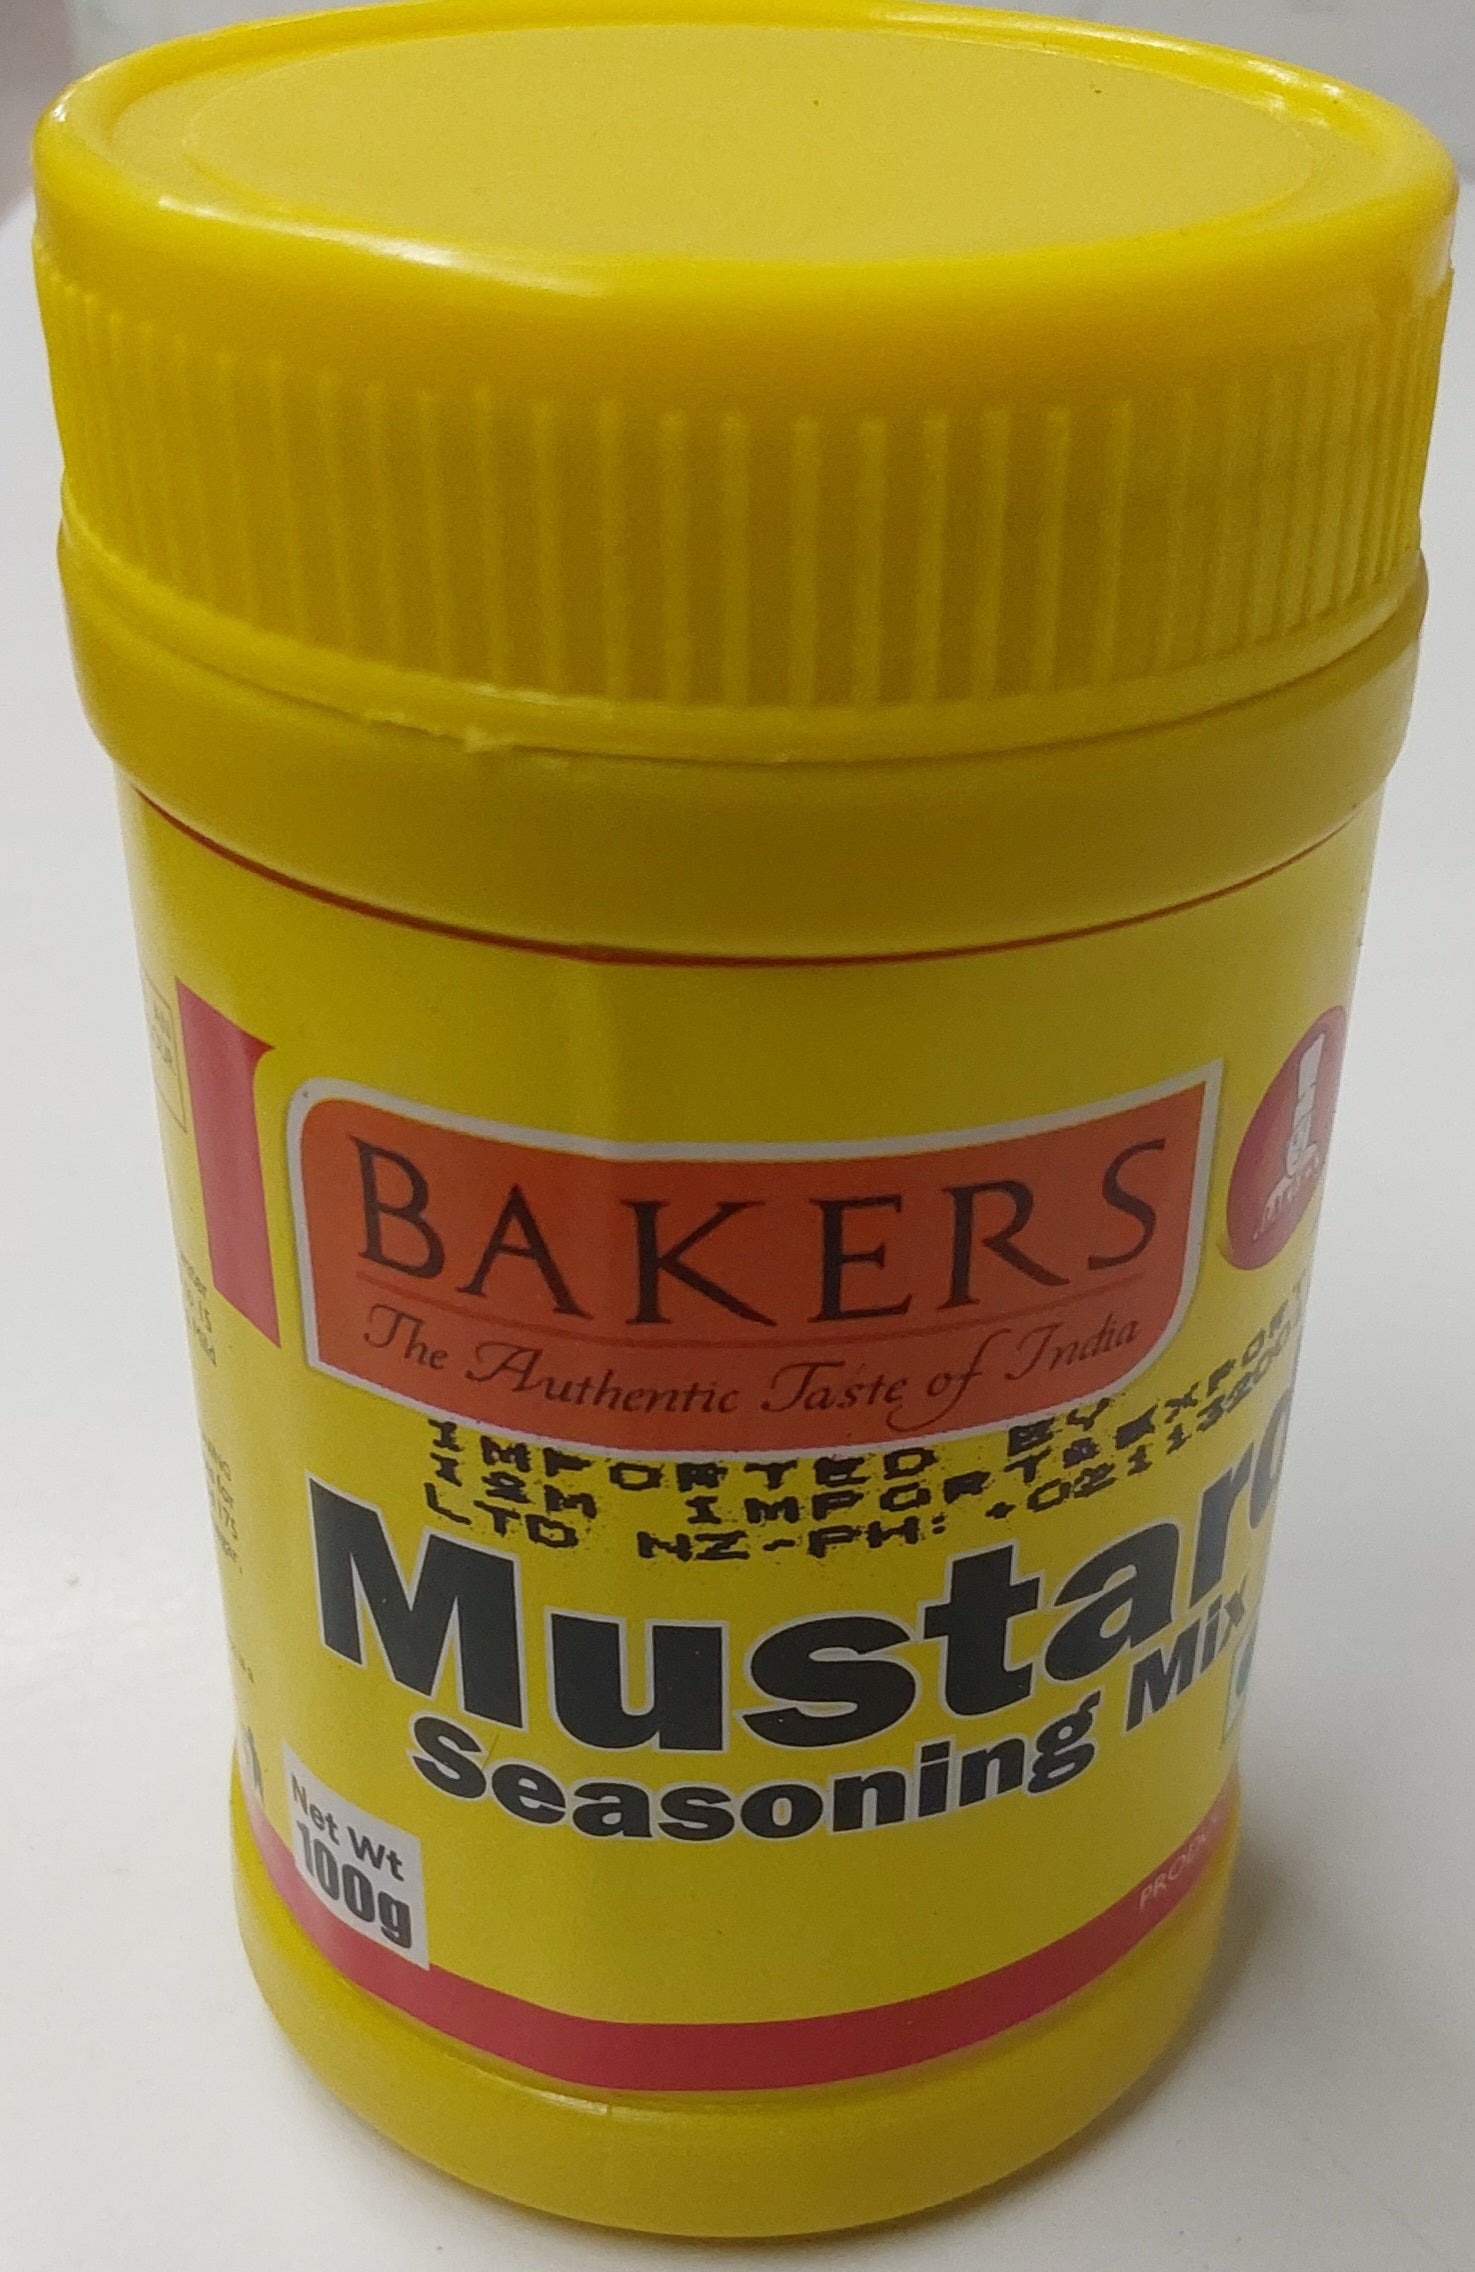 BAKERS
The Authentic Taste of India
IMPORTED BY
I&M IMPORT&EXPORT
LTD NZ-PH:
Mustard
Seasoning Mix
Net Wt
100g